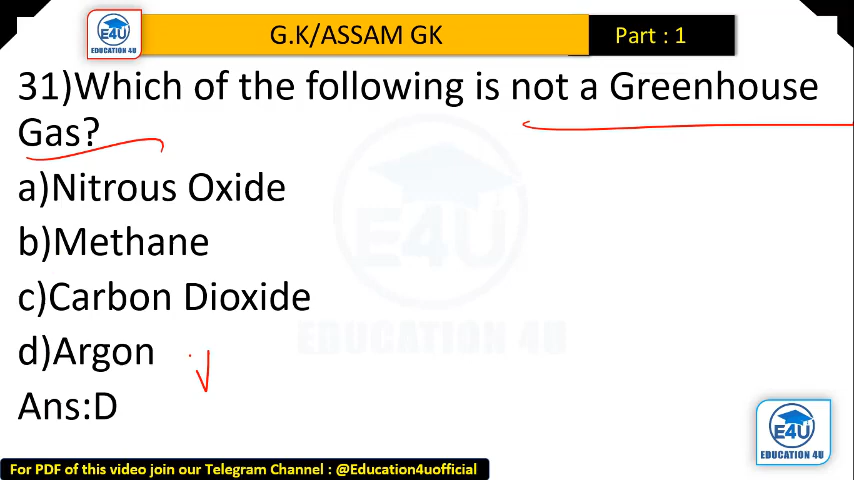 E4U
EDUCATION 4U
G.K/ASSAM GK
Part : 1
31)Which of the following is not a Greenhouse
Gas?
a)Nitrous Oxide
b)Methane
c)Carbon Dioxide
d)Argon
Ans:D
E4U
EDUCATION 4U
E4U
EDUCATION 4U
For PDF of this video join our Telegram Channel : @Education4uofficial